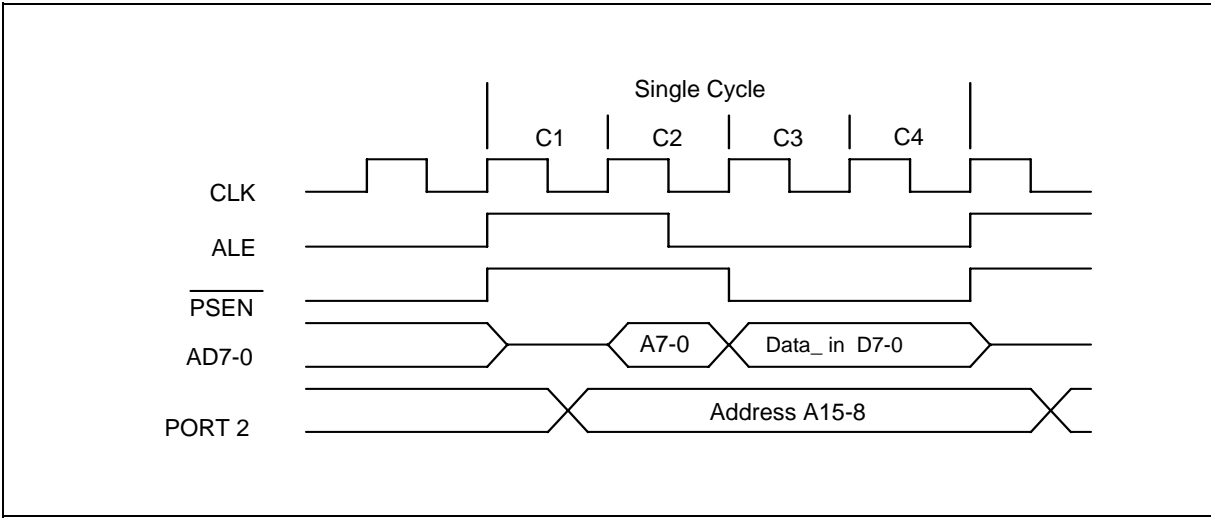 Single Cycle
C1 C2 C3 C4
CLK
ALE
PSEN
AD7-0 A7-0 Data_ in D7-0
PORT 2 Address A15-8